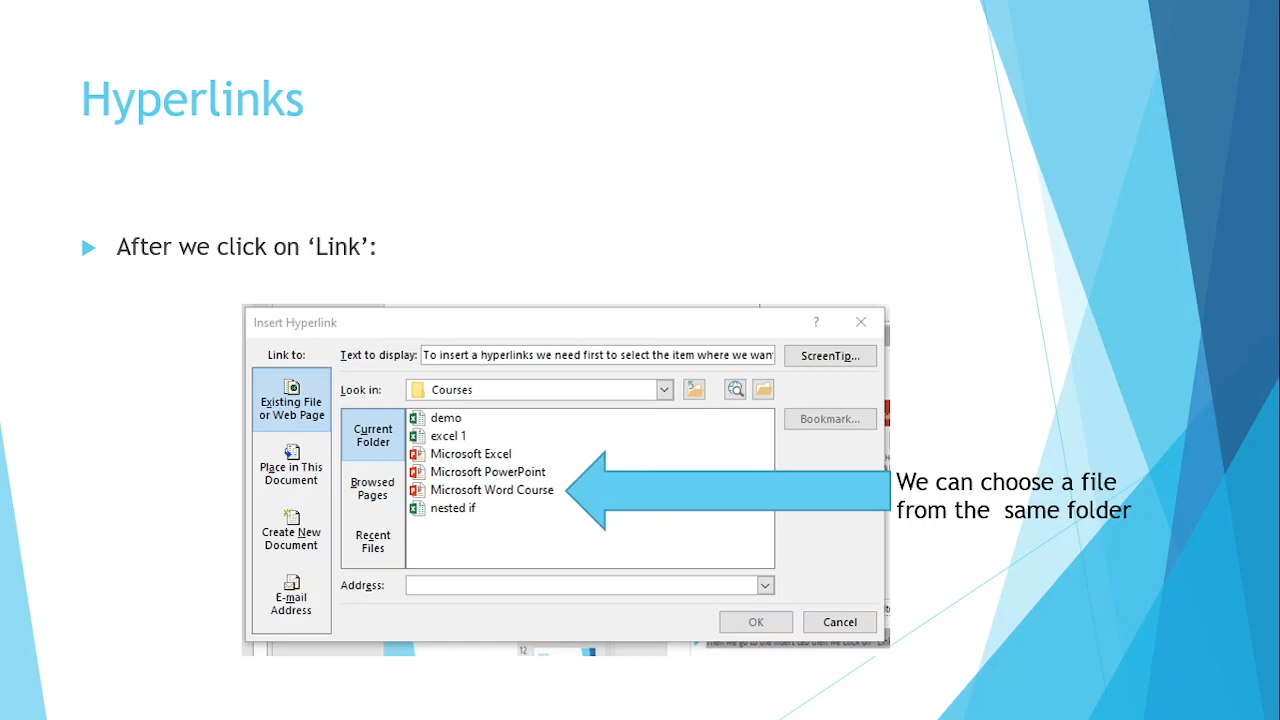 Hyperlinks
After we click on ‘Link’:
Insert Hyperlink
?
Link to:
Text to display: To insert a hyperlinks we need first to select the item where we wan
ScreenTip...
Existing File
or Web Page
Look in: Courses
Current
Folder
demo
excel 1
Microsoft Excel
Microsoft PowerPoint
Microsoft Word Course
nested if
Bookmark...
Place in This
Document
Browsed
Pages
We can choose a file
from the  same folder
Create New
Document
Recent
Files
E-mail
Address
Address:
OK
Cancel
12